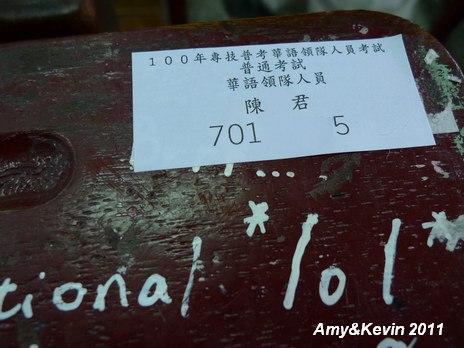 100年專技普考華語領隊人員考試
普通考試
華語領隊人員
陳 君
701 5
tional *lol*
Amy&Kevin 2011